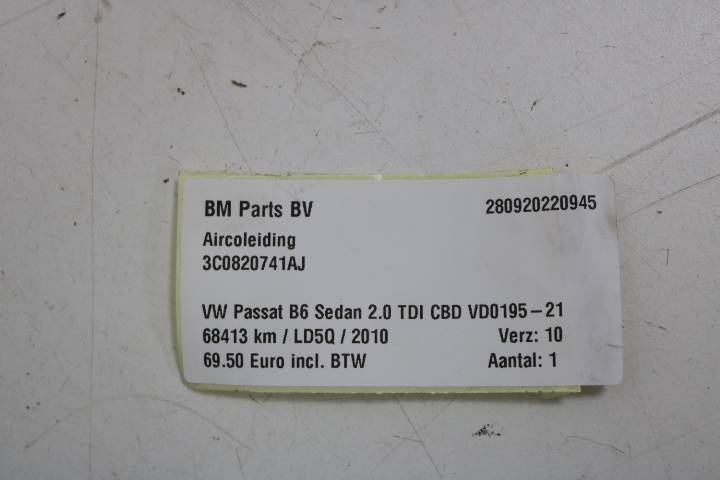 BM Parts BV 280920220945
Aircoleiding
3C0820741AJ
VW Passat B6 Sedan 2.0 TDI CBD VD0195-21
68413 km / LD5Q / 2010 Verz: 10
69.50 Euro incl. BTW Aantal: 1